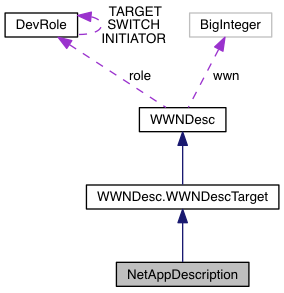 TARGET
SWITCH
INITIATOR
DevRole
BigInteger
role
wwn
WWNDesc
WWNDesc.WWNDescTarget
NetAppDescription